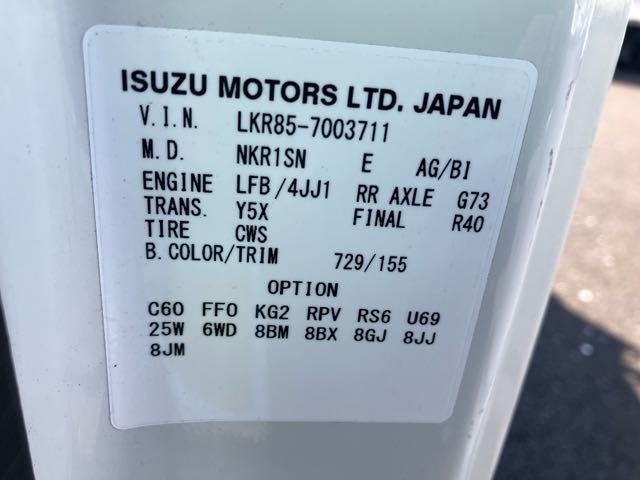 ISUZU MOTORS LTD. JAPAN
V.I.N. LKR85-7003711
M.D. NKR1SN E AG/BI
ENGINE LFB/4JJ1 RR AXLE G73
TRANS. Y5X FINAL R40
TIRE CWS
B.COLOR/TRIM 729/155
OPTION
C60 FF0 KG2 RPV RS6 U69
25W 6WD 8BM 8BX 8GJ 8JJ
8JM